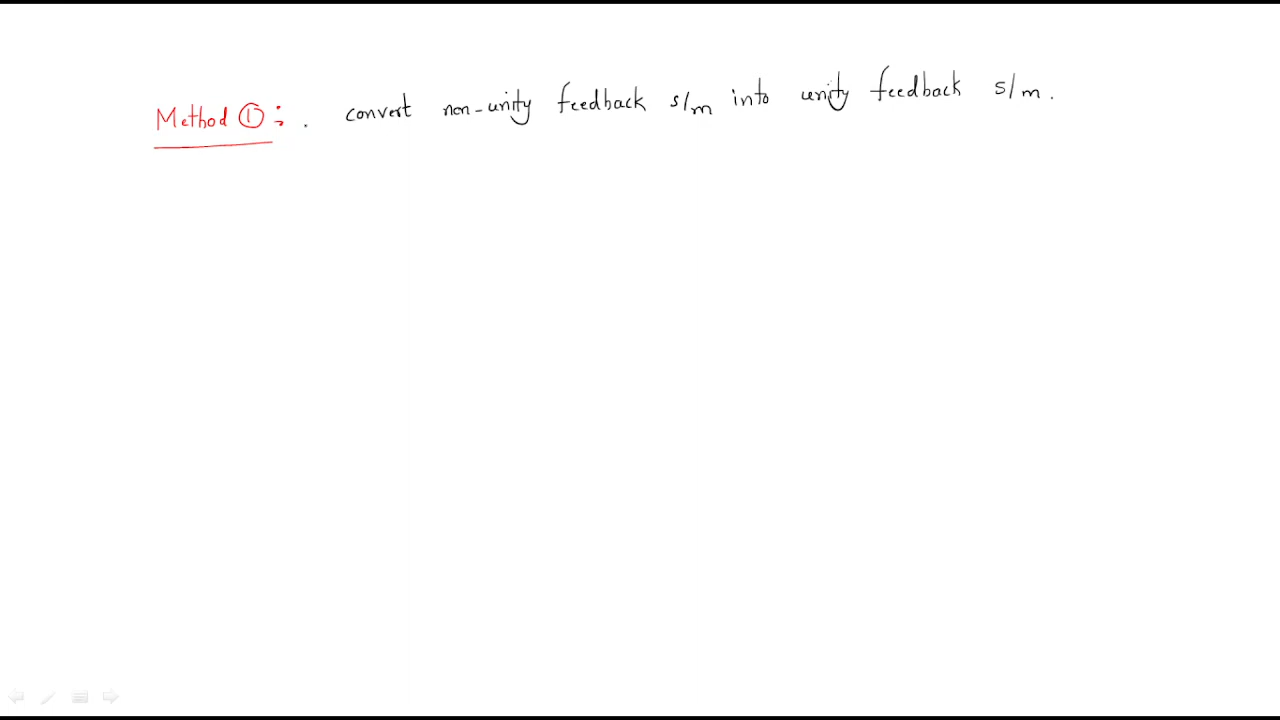 Method ① : . convert non-unity feedback s/m into unity feedback s/m.